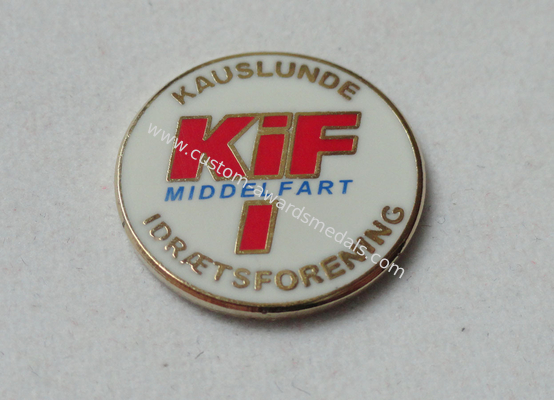 KAUSLUNDE
KiF
MIDDELFART
IDRÆTSFORENING
www.customawardsmedals.com